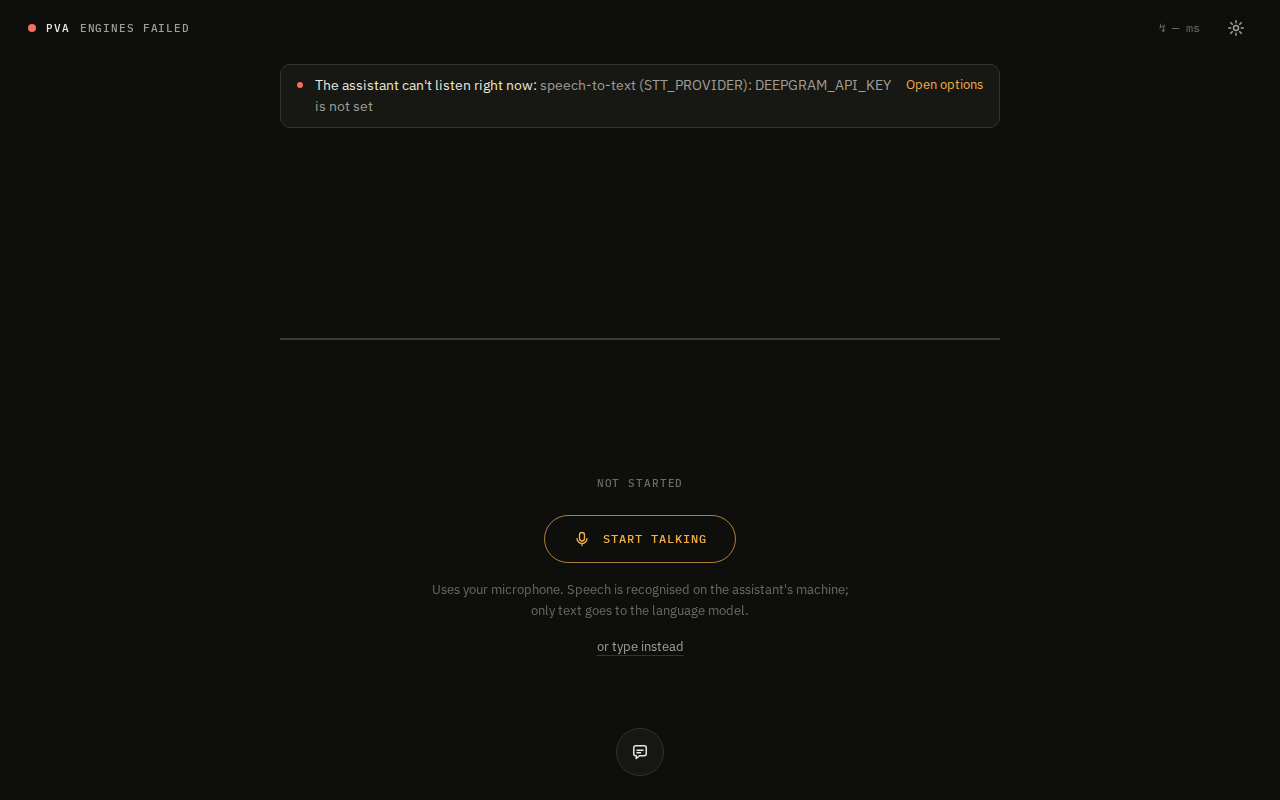 PVA ENGINES FAILED
↯ — ms
The assistant can't listen right now: speech-to-text (STT_PROVIDER): DEEPGRAM_API_KEY
is not set
Open options
NOT STARTED
START TALKING
Uses your microphone. Speech is recognised on the assistant's machine;
only text goes to the language model.
or type instead